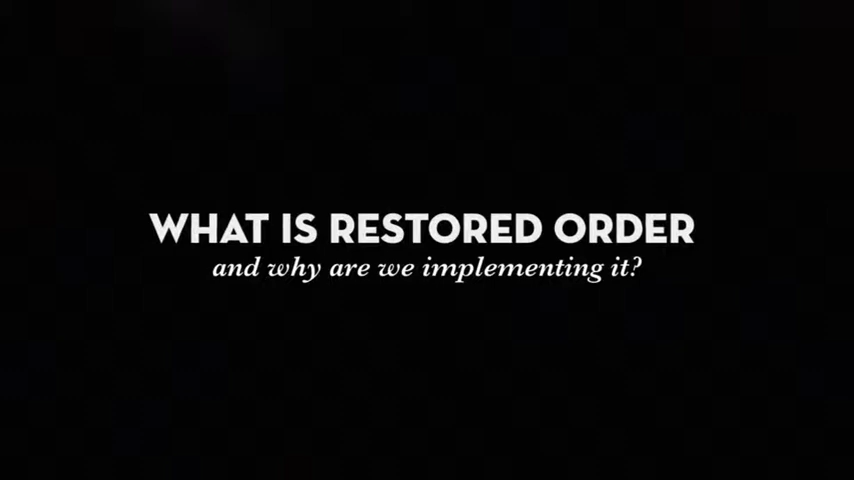 WHAT IS RESTORED ORDER
and why are we implementing it?